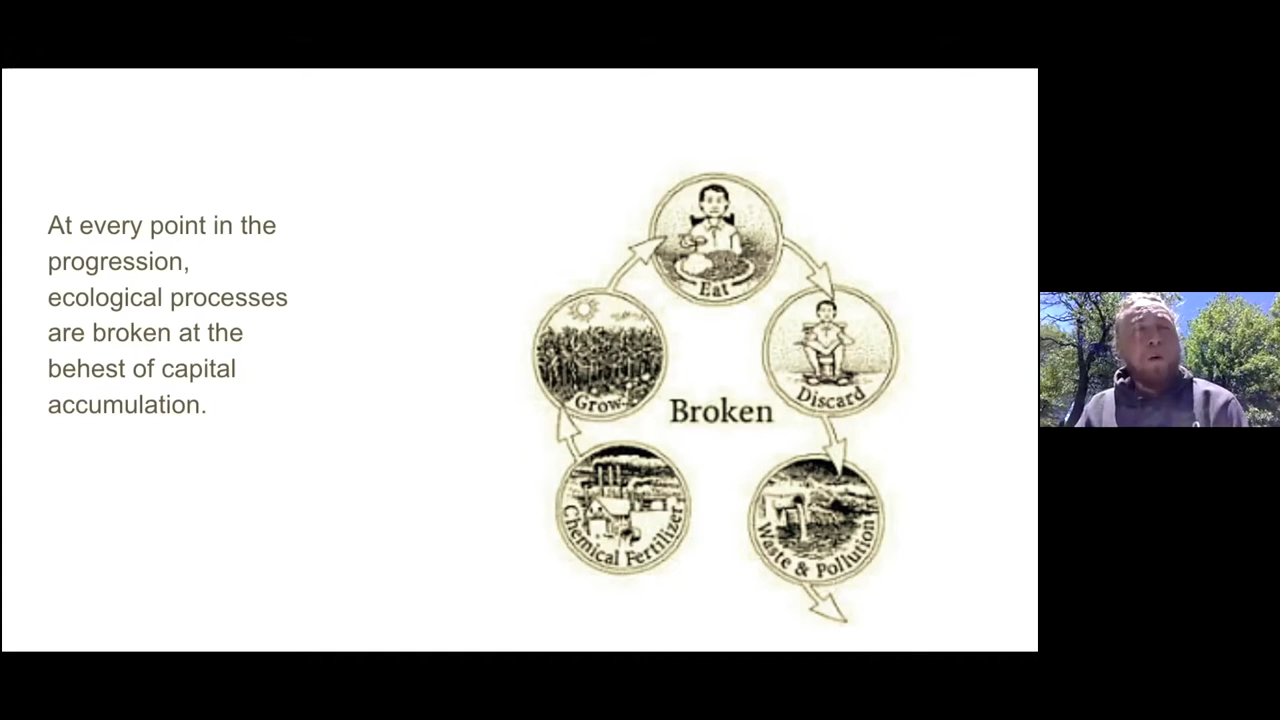 At every point in the
progression,
ecological processes
are broken at the
behest of capital
accumulation.
Eat
Grow
Discard
Broken
Chemical Fertilizer
Waste & Pollution